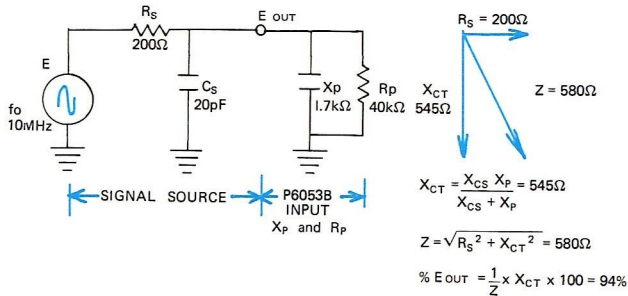 RS
200Ω
E OUT
E
fo
10MHz
CS
20pF
Xp
1.7kΩ
Rp
40kΩ
SIGNAL SOURCE
P6053B
INPUT
XP and RP
RS = 200Ω
XCT
545Ω
Z = 580Ω
XCT = XCS XP / XCS + XP = 545Ω
Z = √RS² + XCT² = 580Ω
% E OUT = 1/Z x XCT x 100 = 94%